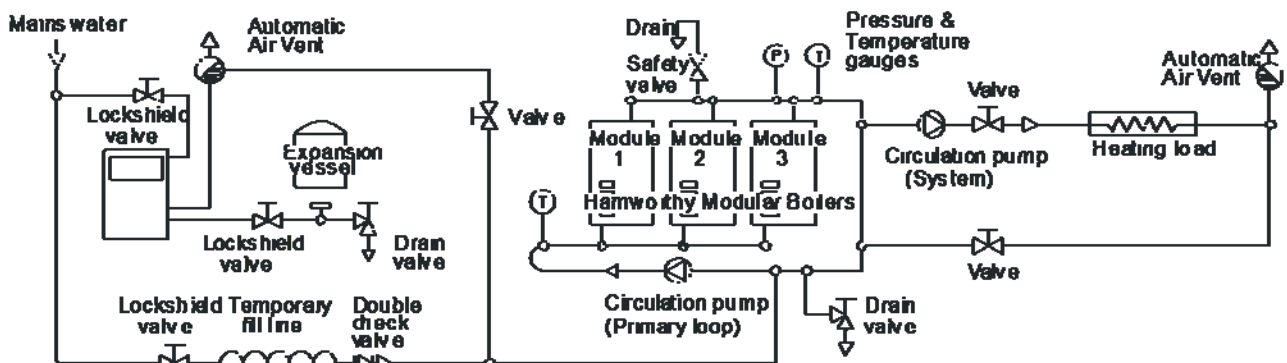 Mains water
Automatic
Air Vent
Lockshield
valve
Expansion
vessel
Lockshield
valve
Drain
valve
Valve
Lockshield
valve
Temporary
fill line
Double
check
valve
Drain
Safety
valve
P
T
Pressure &
Temperature
gauges
Module
1
Module
2
Module
3
Hamworthy Modular Boilers
T
Circulation pump
(Primary loop)
Drain
valve
Circulation pump
(System)
Valve
Heating load
Automatic
Air Vent
Valve